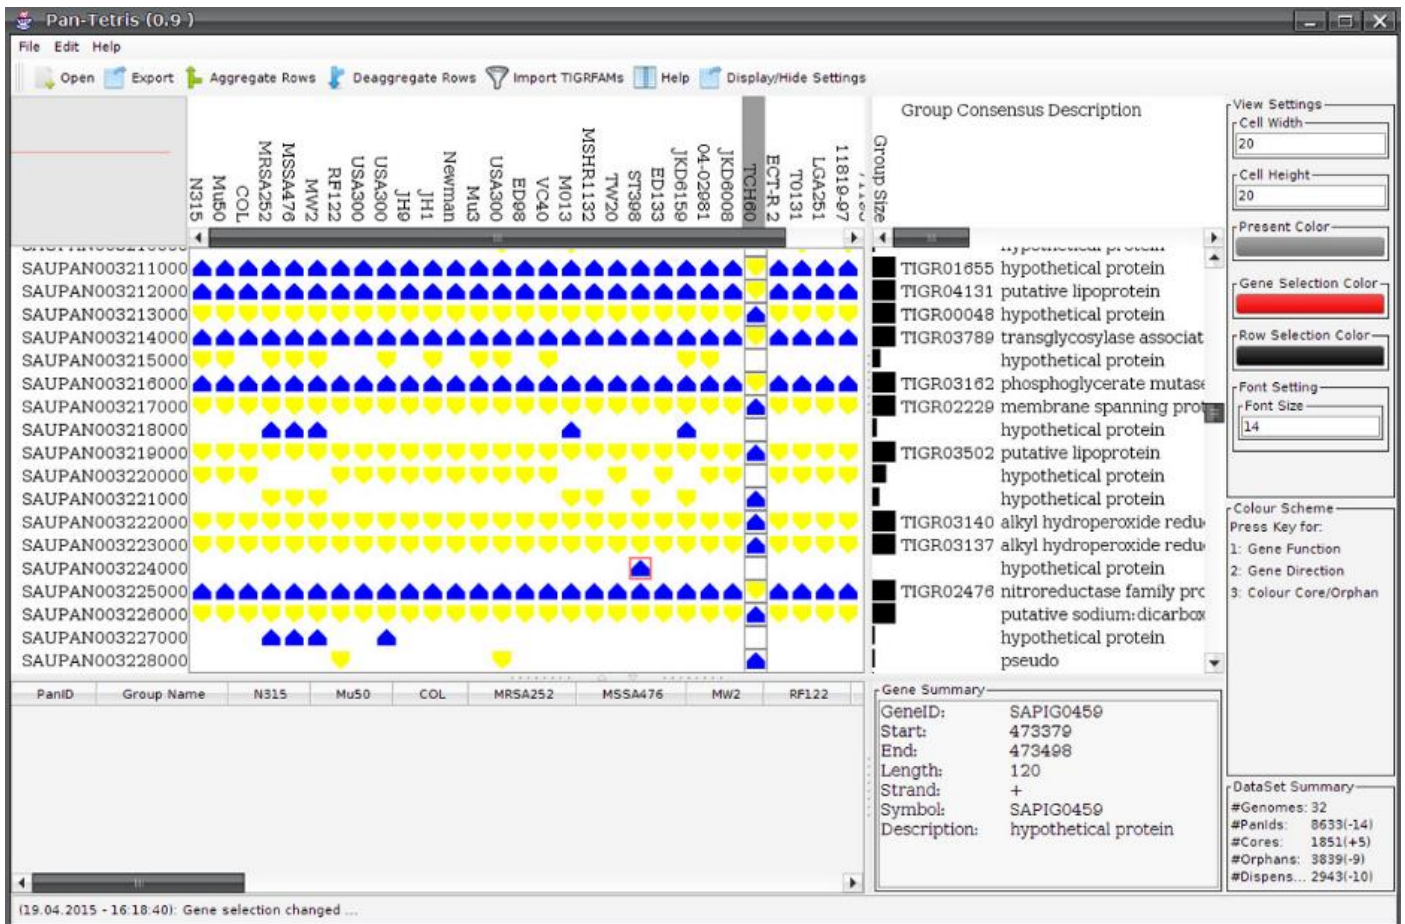 Pan-Tetris (0.9 )
File Edit Help
Open Export Aggregate Rows Deaggregate Rows Import TIGRFAMs Help Display/Hide Settings
N315
Mu50
COL
MRSA252
MSSA476
MW2
RF122
USA300
USA300
JH9
JH1
Newman
Mu3
USA300
ED98
VC40
M013
MSHR1132
TW20
ST398
ED133
JKD6159
04-02981
JKD6008
TCH60
ECT-R 2
T0131
LGA251
11819-97
Group Size
Group Consensus Description
hypothetical protein
SAUPAN003211000 TIGR01655 hypothetical protein
SAUPAN003212000 TIGR04131 putative lipoprotein
SAUPAN003213000 TIGR00048 hypothetical protein
SAUPAN003214000 TIGR03789 transglycosylase associat
SAUPAN003215000 hypothetical protein
SAUPAN003216000 TIGR03162 phosphoglycerate mutase
SAUPAN003217000 TIGR02229 membrane spanning prot
SAUPAN003218000 hypothetical protein
SAUPAN003219000 TIGR03502 putative lipoprotein
SAUPAN003220000 hypothetical protein
SAUPAN003221000 hypothetical protein
SAUPAN003222000 TIGR03140 alkyl hydroperoxide redu
SAUPAN003223000 TIGR03137 alkyl hydroperoxide redu
SAUPAN003224000 hypothetical protein
SAUPAN003225000 TIGR02476 nitroreductase family pro
SAUPAN003226000 putative sodium:dicarbox
SAUPAN003227000 hypothetical protein
SAUPAN003228000 pseudo
View Settings
Cell Width
20
Cell Height
20
Present Color
Gene Selection Color
Row Selection Color
Font Setting
Font Size
14
Colour Scheme
Press Key for:
1: Gene Function
2: Gene Direction
3: Colour Core/Orphan
PanID Group Name N315 Mu50 COL MRSA252 MSSA476 MW2 RF122
Gene Summary
GeneID: SAPIG0459
Start: 473379
End: 473498
Length: 120
Strand: +
Symbol: SAPIG0459
Description: hypothetical protein
DataSet Summary
#Genomes: 32
#PanIds: 8633(-14)
#Cores: 1851(+5)
#Orphans: 3839(-9)
#Dispens... 2943(-10)
(19.04.2015 - 16:18:40): Gene selection changed ...